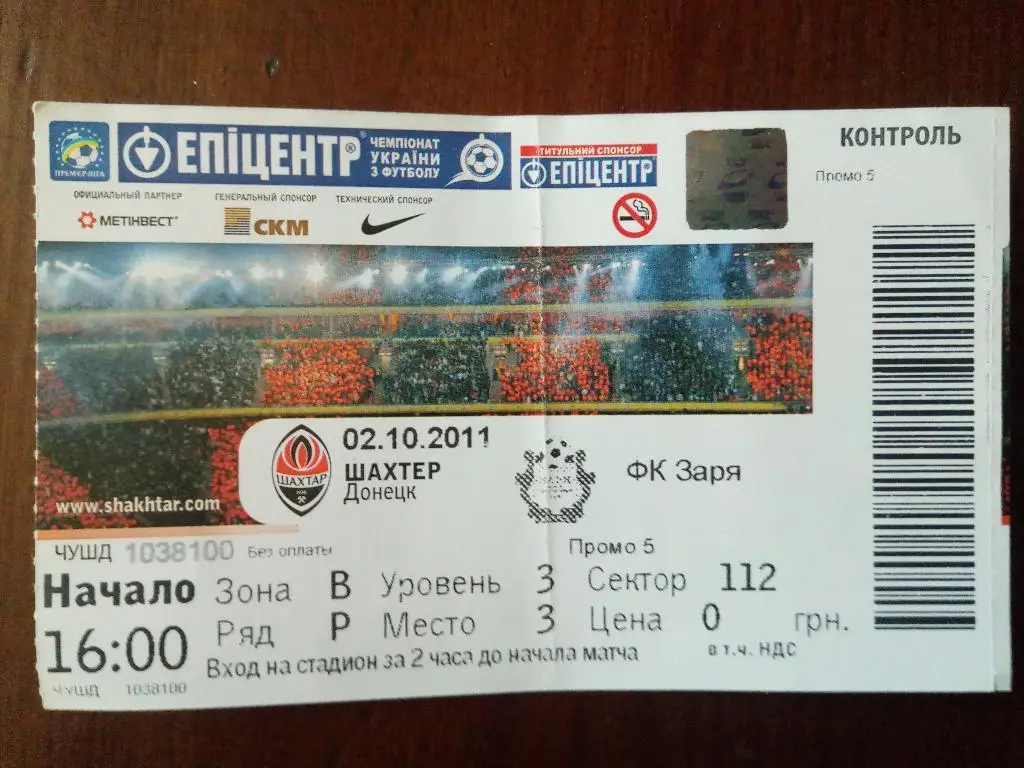 ПРЕМЕР-ЛІГА
ЕПІЦЕНТР®
ЧЕМПІОНАТ
УКРАЇНИ
З ФУТБОЛУ
ТИТУЛЬНИЙ СПОНСОР
ЕПІЦЕНТР®
КОНТРОЛЬ
Промо 5
ОФИЦИАЛЬНЫЙ ПАРТНЕР
МЕТІНВЕСТ
ГЕНЕРАЛЬНЫЙ СПОНСОР
СКМ
ТЕХНИЧЕСКИЙ СПОНСОР
ШАХТАР
1936
02.10.2011
ШАХТЕР
Донецк
ФК Заря
www.shakhtar.com
ЧУШД 1038100 Без оплаты
Промо 5
Начало
16:00
Зона В Уровень 3 Сектор 112
Ряд Р Место 3 Цена 0 грн.
Вход на стадион за 2 часа до начала матча
в т.ч. НДС
ЧУШД 1038100